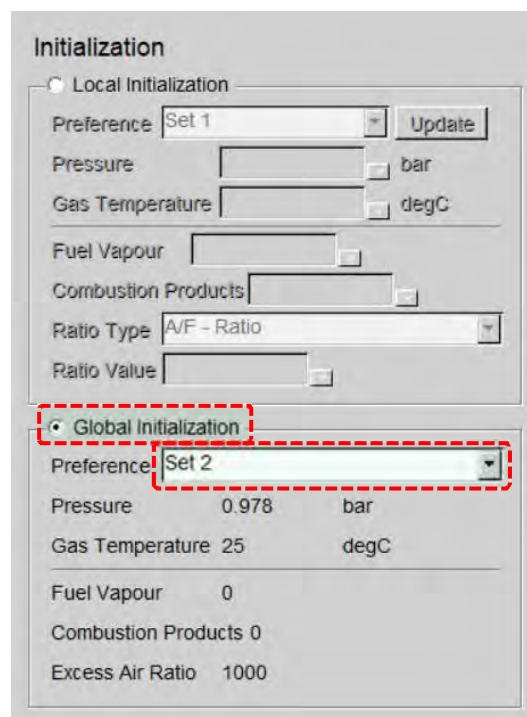 Initialization
Local Initialization
Preference Set 1 Update
Pressure bar
Gas Temperature degC
Fuel Vapour
Combustion Products
Ratio Type A/F - Ratio
Ratio Value
Global Initialization
Preference Set 2
Pressure 0.978 bar
Gas Temperature 25 degC
Fuel Vapour 0
Combustion Products 0
Excess Air Ratio 1000